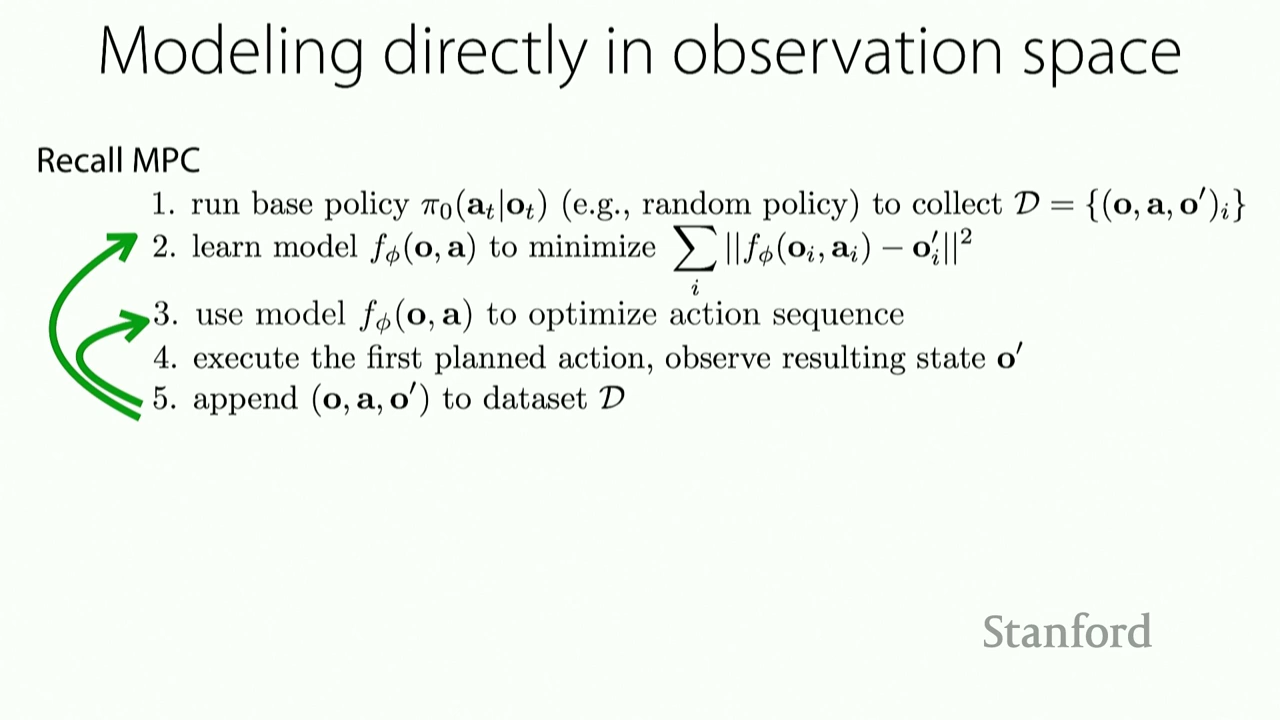 Modeling directly in observation space
Recall MPC
1. run base policy π₀(aₜ|oₜ) (e.g., random policy) to collect 𝒟 = {(o, a, o′)ᵢ}
2. learn model f_ϕ(o, a) to minimize ∑ᵢ ||f_ϕ(oᵢ, aᵢ) − o′ᵢ||²
3. use model f_ϕ(o, a) to optimize action sequence
4. execute the first planned action, observe resulting state o′
5. append (o, a, o′) to dataset 𝒟
Stanford